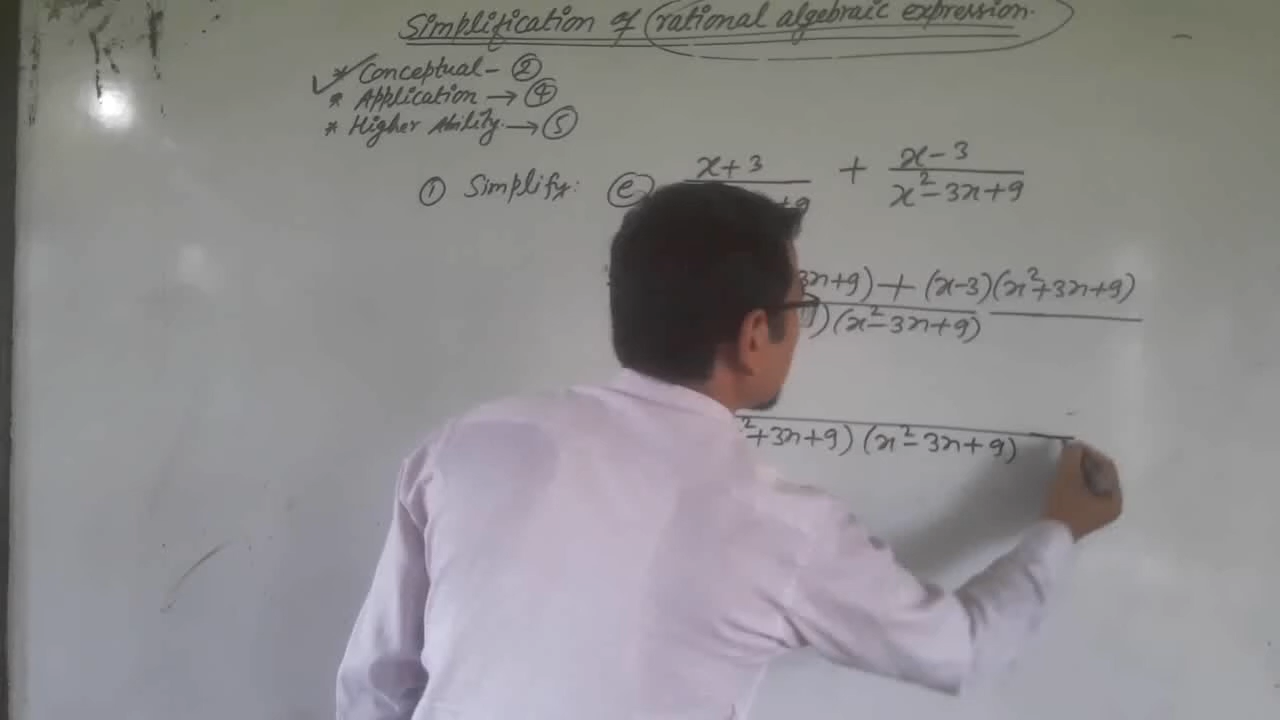 Simplification of rational algebraic expression.
* Conceptual - ②
* Application → ④
* Higher Ability. → ⑤
① Simplify: ⓔ x+3 + x-3
+9 x²-3x+9
3x+9) + (x-3)(x²+3x+9)
)(x²-3x+9)
²+3x+9) (x²-3x+9)